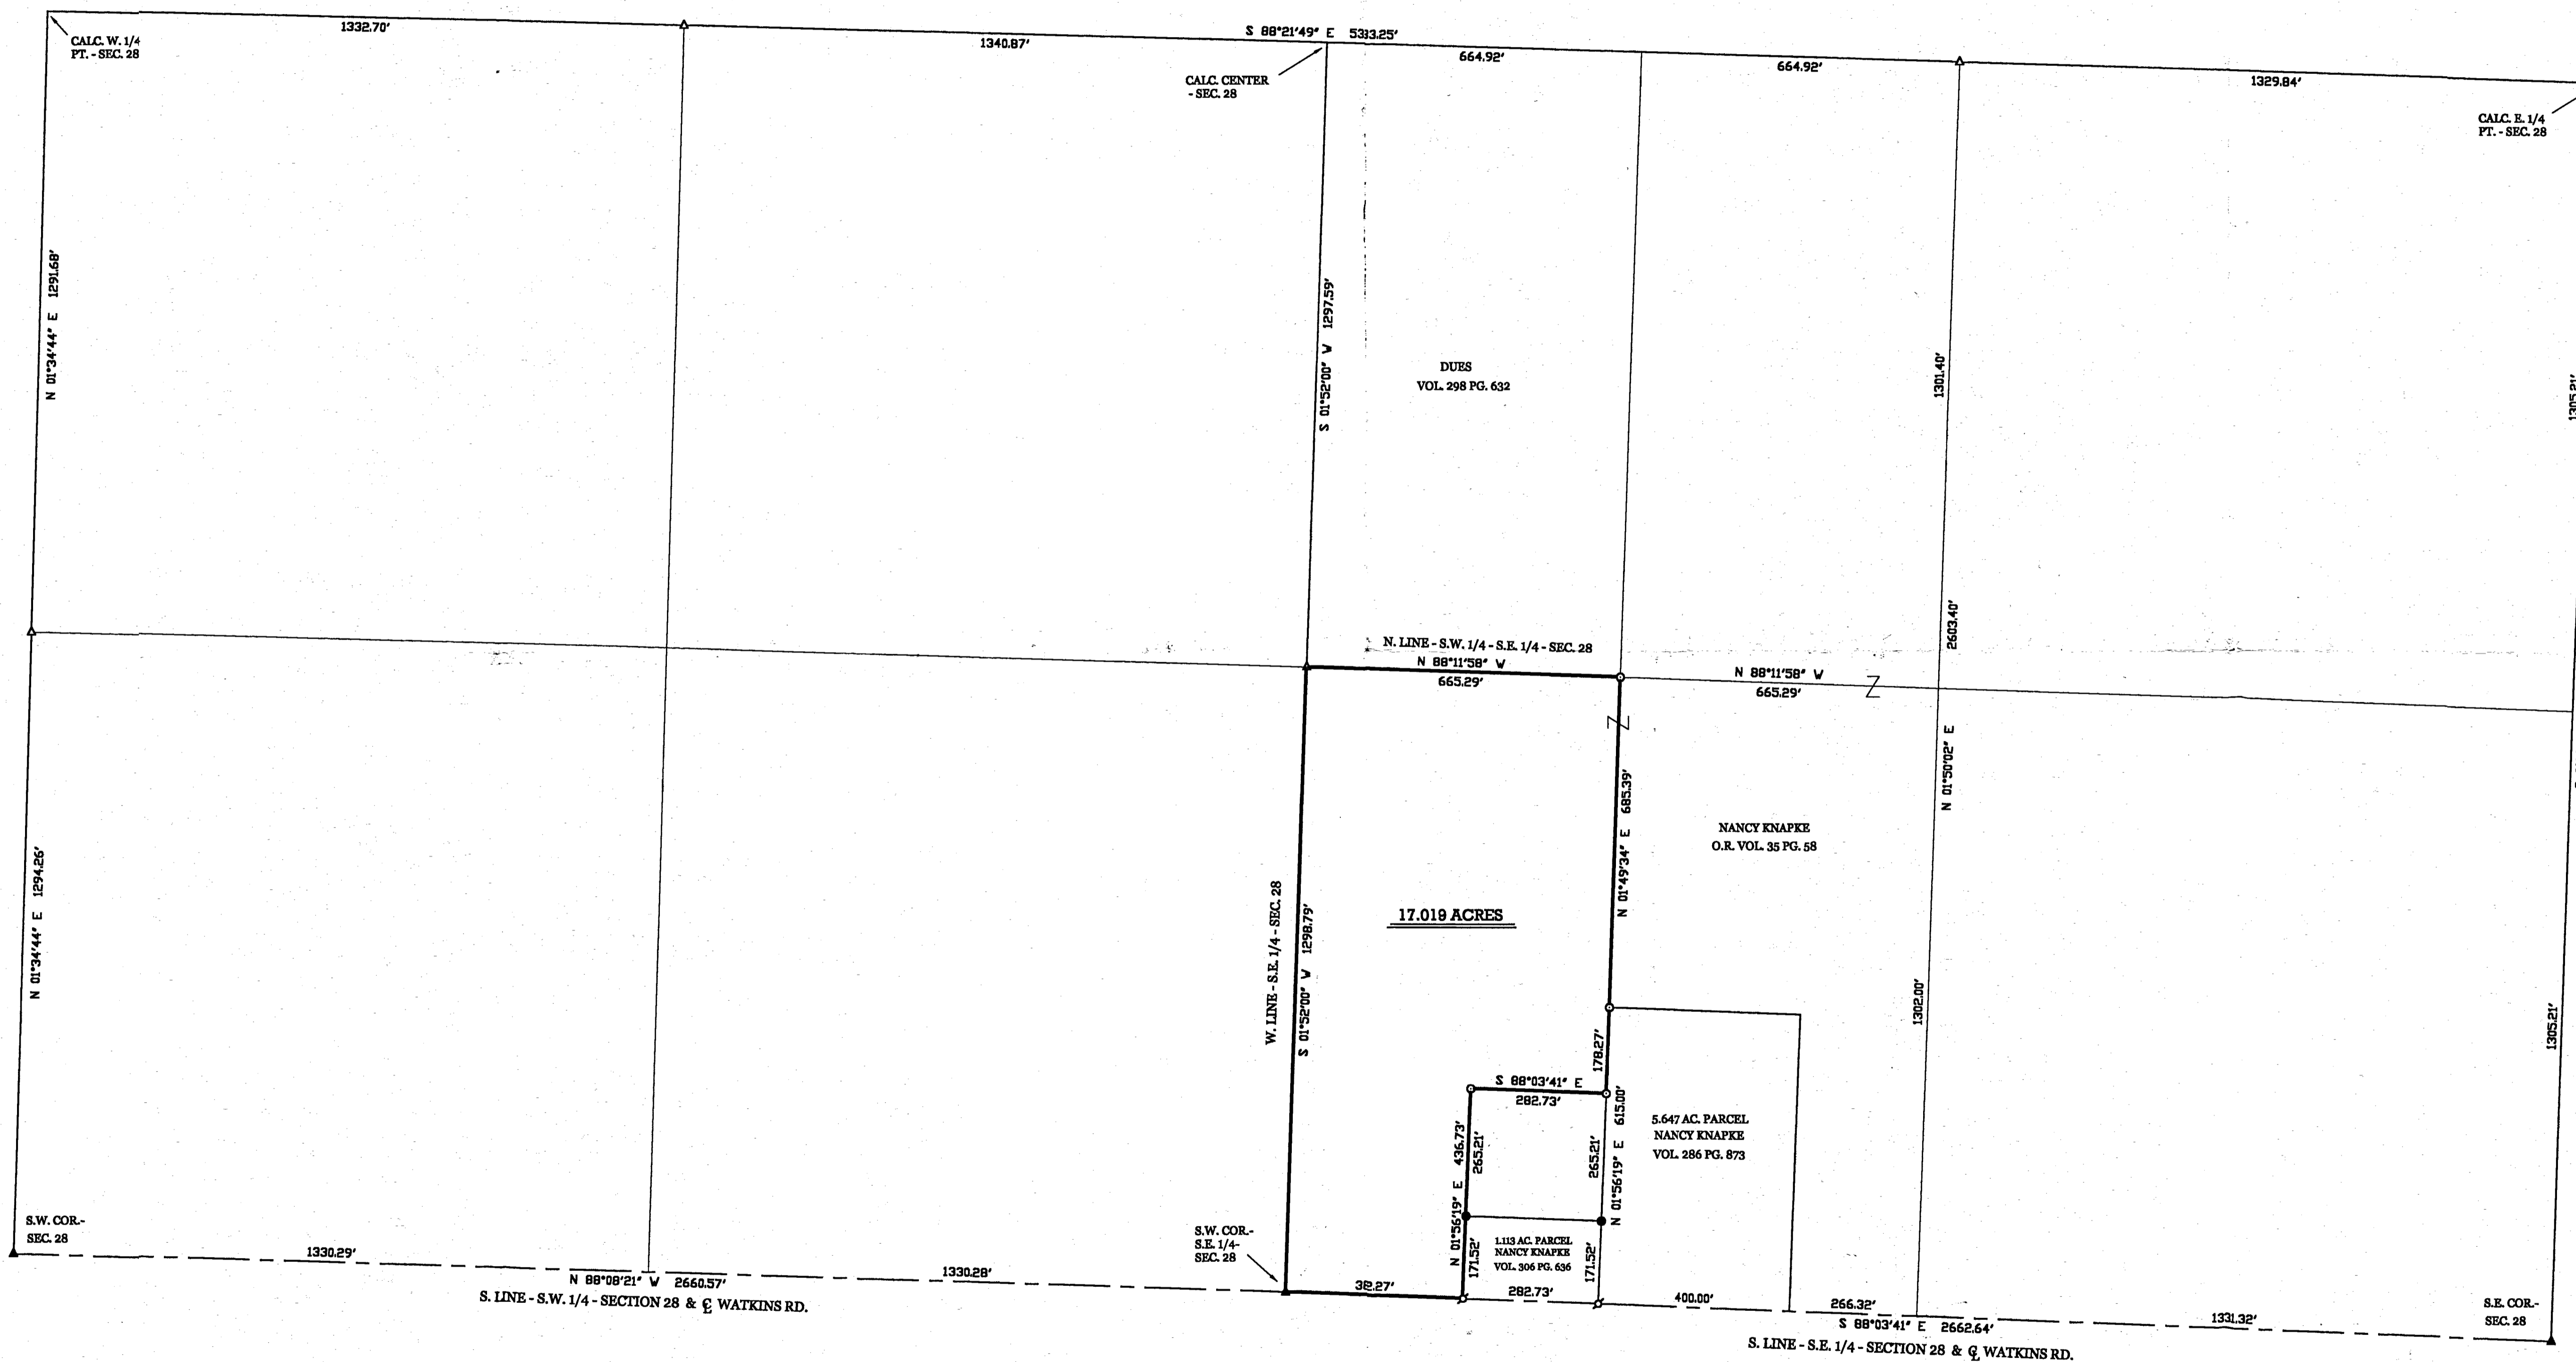 1332.70'
S 88°21'49" E 5333.25'
CALC. W. 1/4
PT. - SEC. 28
1340.87'
664.92'
664.92'
1329.84'
CALC. CENTER
- SEC. 28
CALC. E. 1/4
PT. - SEC. 28
N 01°34'44" E 1291.68'
S 01°52'00" W 1297.59'
DUES
VOL. 298 PG. 632
1301.40'
1305.21'
2603.40'
N. LINE - S.W. 1/4 - S.E. 1/4 - SEC. 28
N 88°11'58" W
665.29'
N 88°11'58" W
665.29'
N 01°50'02" E
N 01°49'34" E 685.39'
NANCY KNAPKE
O.R. VOL. 35 PG. 58
N 01°34'44" E 1294.26'
W. LINE - S.E. 1/4 - SEC. 28
S 01°52'00" W 1298.79'
17.019 ACRES
1302.00'
1305.21'
178.27'
S 88°03'41" E
282.73'
N 01°56'19" E 436.73'
265.21'
265.21'
N 01°56'19" E 615.00'
5.647 AC. PARCEL
NANCY KNAPKE
VOL. 286 PG. 873
171.52'
1.113 AC. PARCEL
NANCY KNAPKE
VOL. 306 PG. 636
171.52'
S.W. COR.-
SEC. 28
S.W. COR.-
S.E. 1/4-
SEC. 28
1330.29'
N 88°08'21" W 2660.57'
1330.28'
S. LINE - S.W. 1/4 - SECTION 28 & ℄ WATKINS RD.
282.73'
400.00'
266.32'
S 88°03'41" E 2662.64'
1331.32'
S.E. COR.-
SEC. 28
S. LINE - S.E. 1/4 - SECTION 28 & ℄ WATKINS RD.